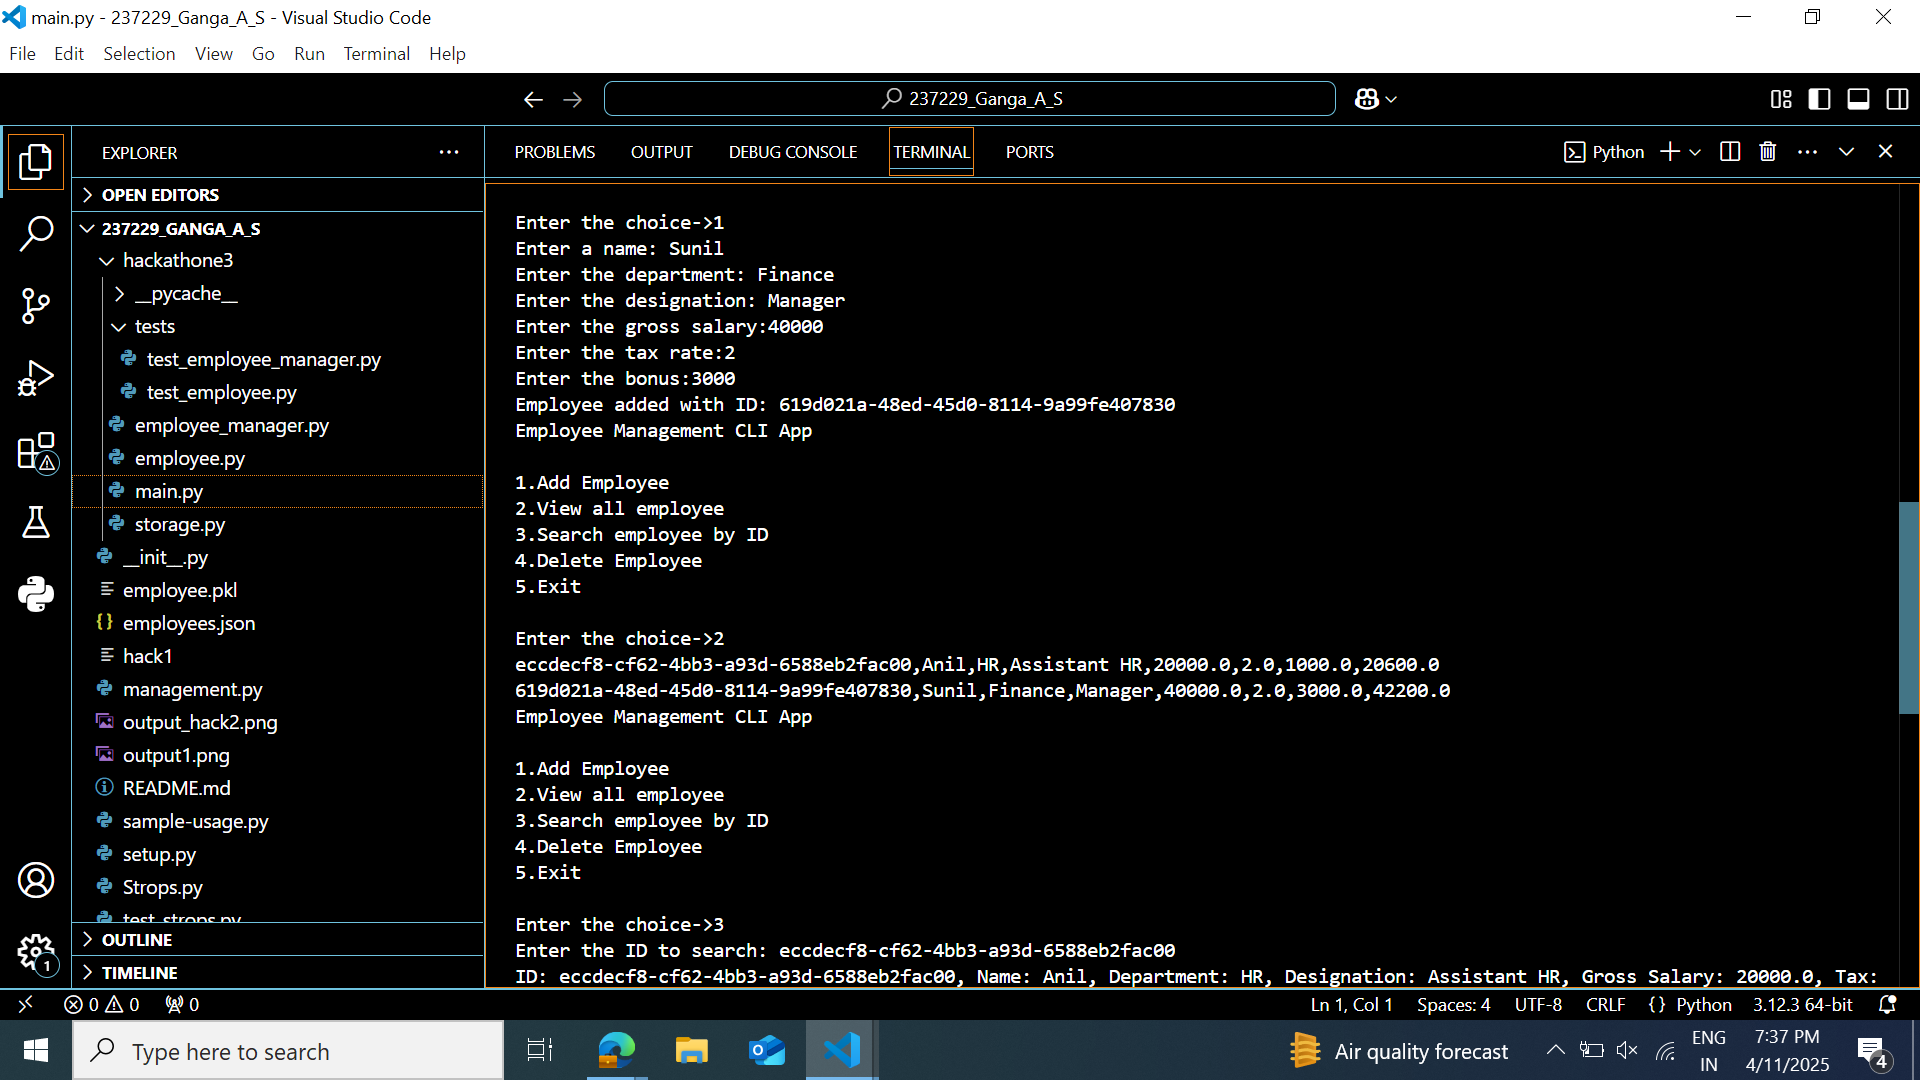 main.py - 237229_Ganga_A_S - Visual Studio Code
File Edit Selection View Go Run Terminal Help
237229_Ganga_A_S
EXPLORER
OPEN EDITORS
237229_GANGA_A_S
hackathone3
__pycache__
tests
test_employee_manager.py
test_employee.py
employee_manager.py
employee.py
main.py
storage.py
__init__.py
employee.pkl
employees.json
hack1
management.py
output_hack2.png
output1.png
README.md
sample-usage.py
setup.py
Strops.py
test_strops.py
OUTLINE
TIMELINE
PROBLEMS OUTPUT DEBUG CONSOLE TERMINAL PORTS
Python
Enter the choice->1
Enter a name: Sunil
Enter the department: Finance
Enter the designation: Manager
Enter the gross salary:40000
Enter the tax rate:2
Enter the bonus:3000
Employee added with ID: 619d021a-48ed-45d0-8114-9a99fe407830
Employee Management CLI App
1.Add Employee
2.View all employee
3.Search employee by ID
4.Delete Employee
5.Exit
Enter the choice->2
eccdecf8-cf62-4bb3-a93d-6588eb2fac00,Anil,HR,Assistant HR,20000.0,2.0,1000.0,20600.0
619d021a-48ed-45d0-8114-9a99fe407830,Sunil,Finance,Manager,40000.0,2.0,3000.0,42200.0
Employee Management CLI App
1.Add Employee
2.View all employee
3.Search employee by ID
4.Delete Employee
5.Exit
Enter the choice->3
Enter the ID to search: eccdecf8-cf62-4bb3-a93d-6588eb2fac00
ID: eccdecf8-cf62-4bb3-a93d-6588eb2fac00, Name: Anil, Department: HR, Designation: Assistant HR, Gross Salary: 20000.0, Tax:
1
0 0 0
Ln 1, Col 1 Spaces: 4 UTF-8 CRLF {} Python 3.12.3 64-bit
Type here to search
Air quality forecast
ENG
IN
7:37 PM
4/11/2025
4